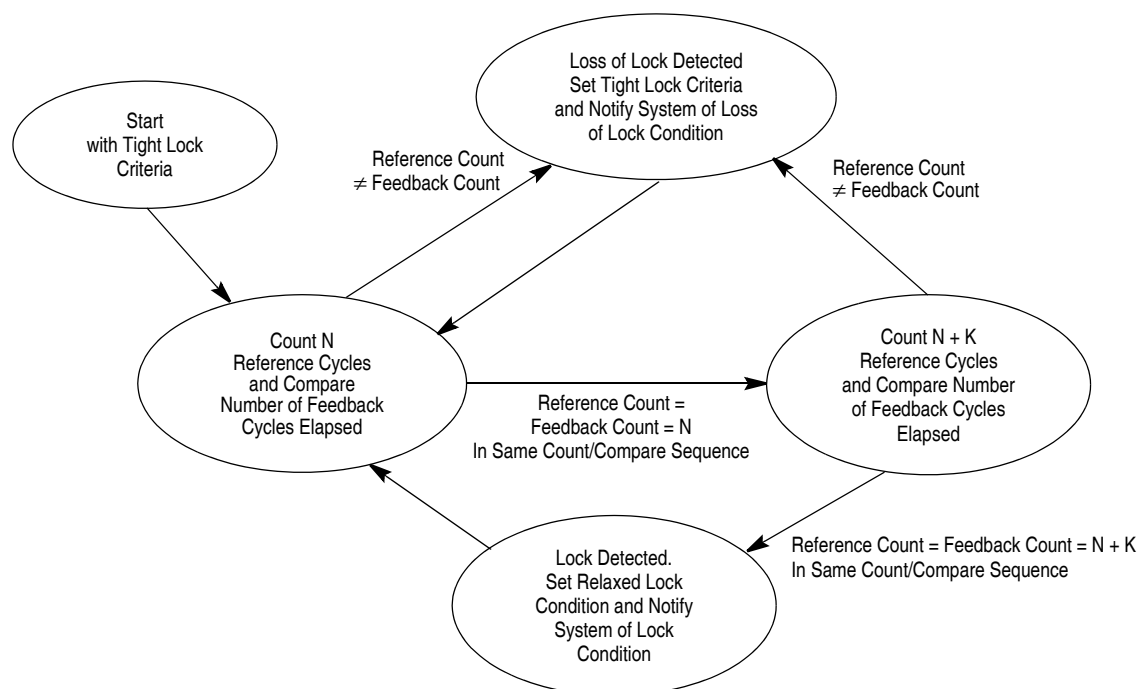 Loss of Lock Detected
Set Tight Lock Criteria
and Notify System of Loss
of Lock Condition
Start
with Tight Lock
Criteria
Reference Count
≠ Feedback Count
Reference Count
≠ Feedback Count
Count N
Reference Cycles
and Compare
Number of Feedback
Cycles Elapsed
Count N + K
Reference Cycles
and Compare Number
of Feedback Cycles
Elapsed
Reference Count =
Feedback Count = N
In Same Count/Compare Sequence
Reference Count = Feedback Count = N + K
In Same Count/Compare Sequence
Lock Detected.
Set Relaxed Lock
Condition and Notify
System of Lock
Condition